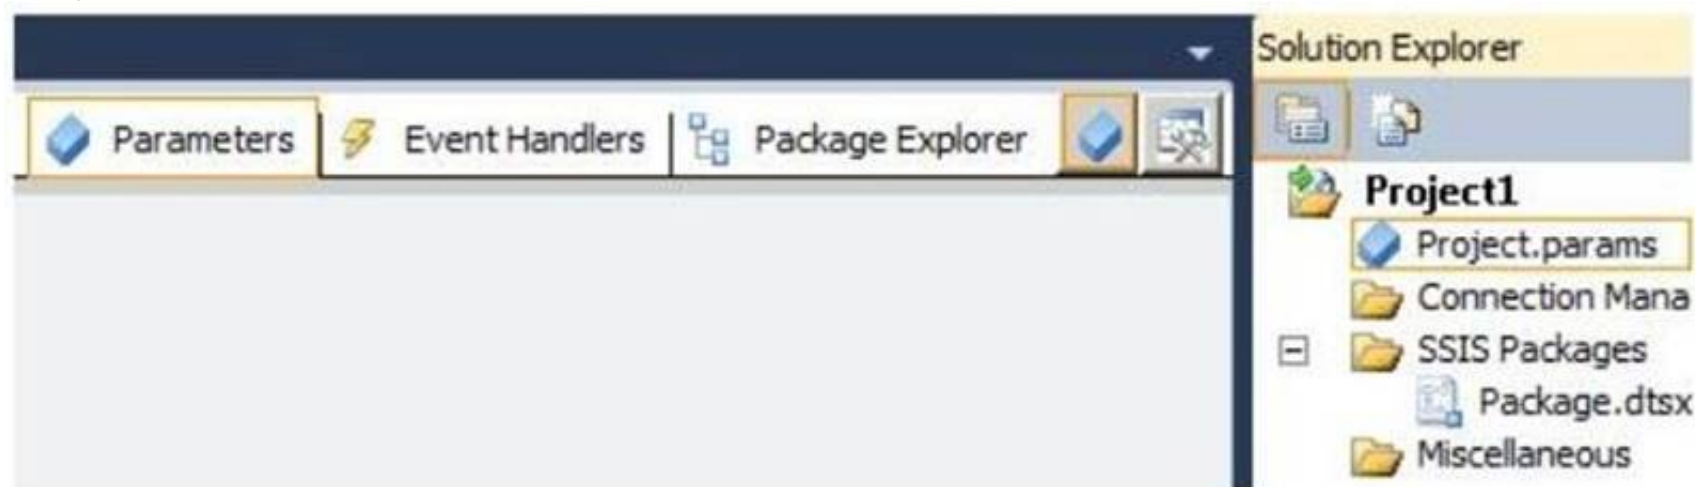 Solution Explorer
Parameters Event Handlers Package Explorer
Project1
Project.params
Connection Mana
SSIS Packages
Package.dtsx
Miscellaneous